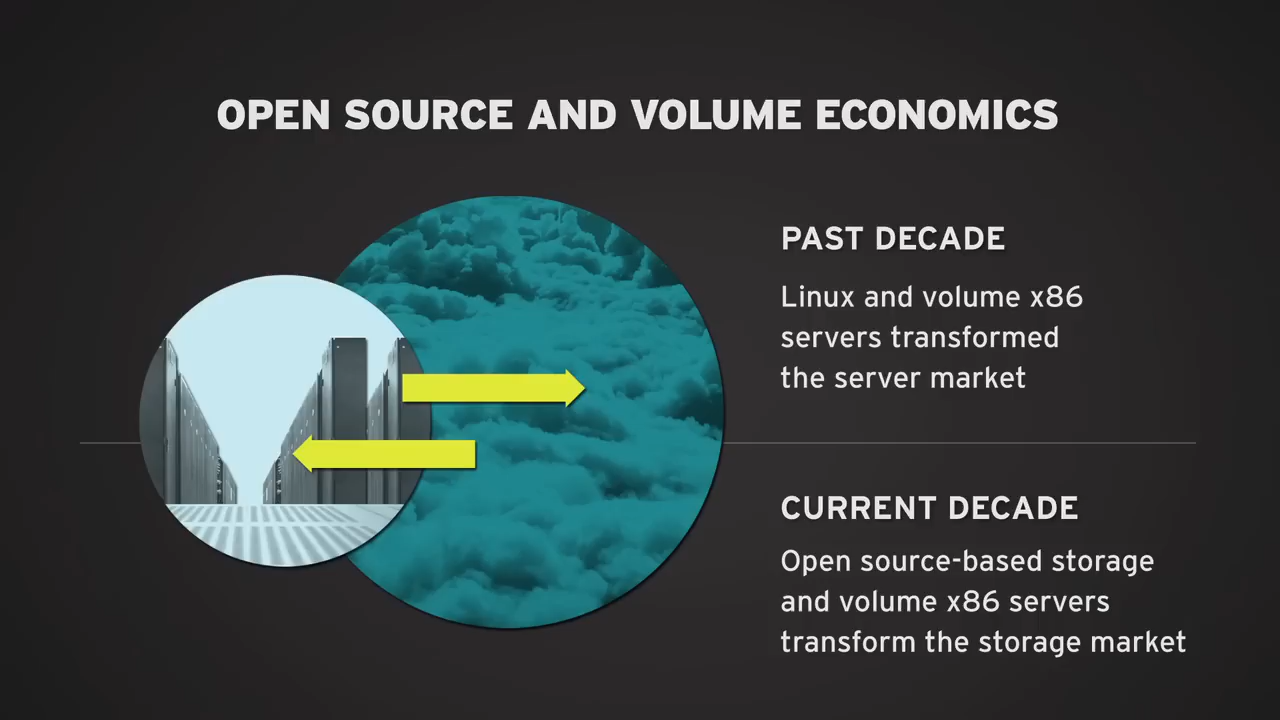 OPEN SOURCE AND VOLUME ECONOMICS
PAST DECADE
Linux and volume x86
servers transformed
the server market
CURRENT DECADE
Open source-based storage
and volume x86 servers
transform the storage market